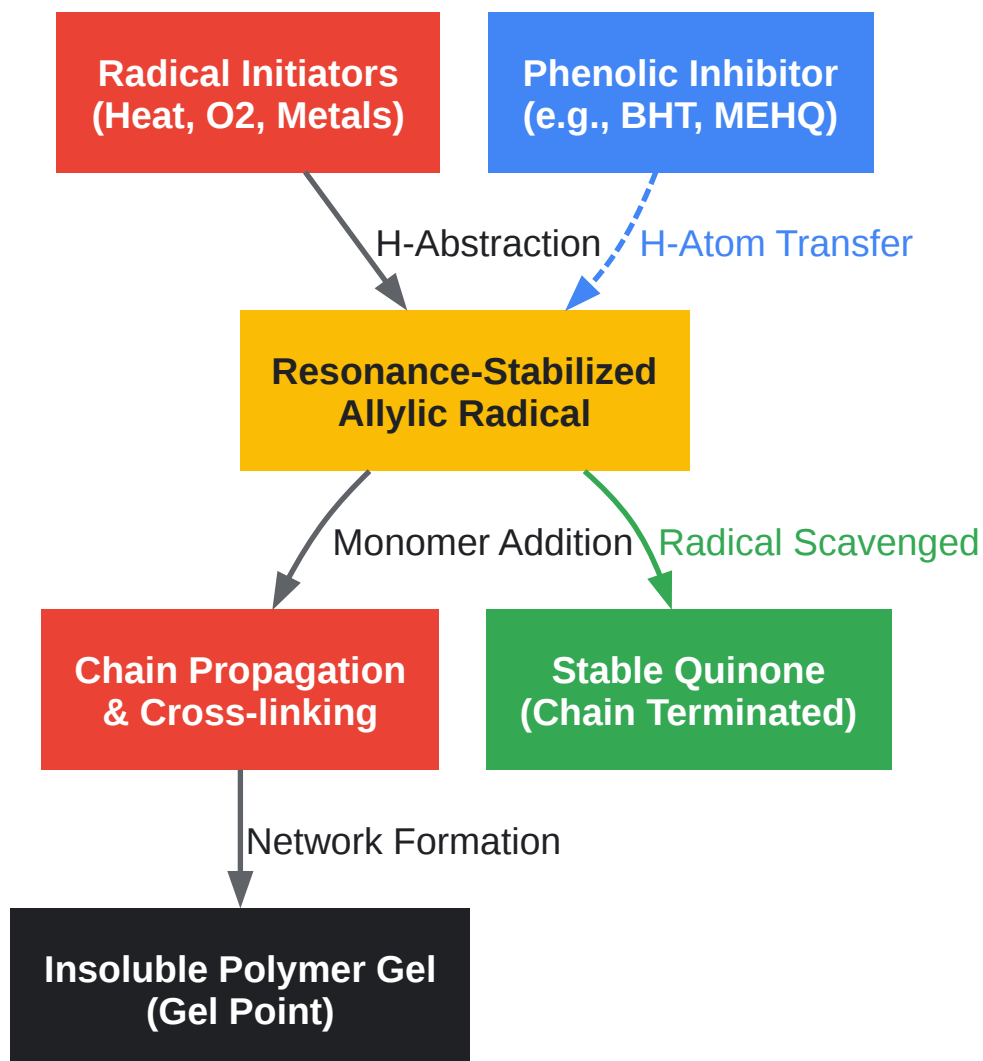 Radical Initiators
(Heat, O2, Metals)
Phenolic Inhibitor
(e.g., BHT, MEHQ)
H-Abstraction
H-Atom Transfer
Resonance-Stabilized
Allylic Radical
Monomer Addition
Radical Scavenged
Chain Propagation
& Cross-linking
Stable Quinone
(Chain Terminated)
Network Formation
Insoluble Polymer Gel
(Gel Point)